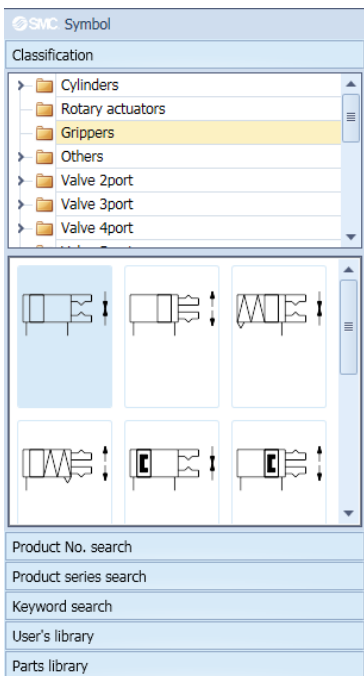 SMC Symbol
Classification
Cylinders
Rotary actuators
Grippers
Others
Valve 2port
Valve 3port
Valve 4port
Product No. search
Product series search
Keyword search
User's library
Parts library